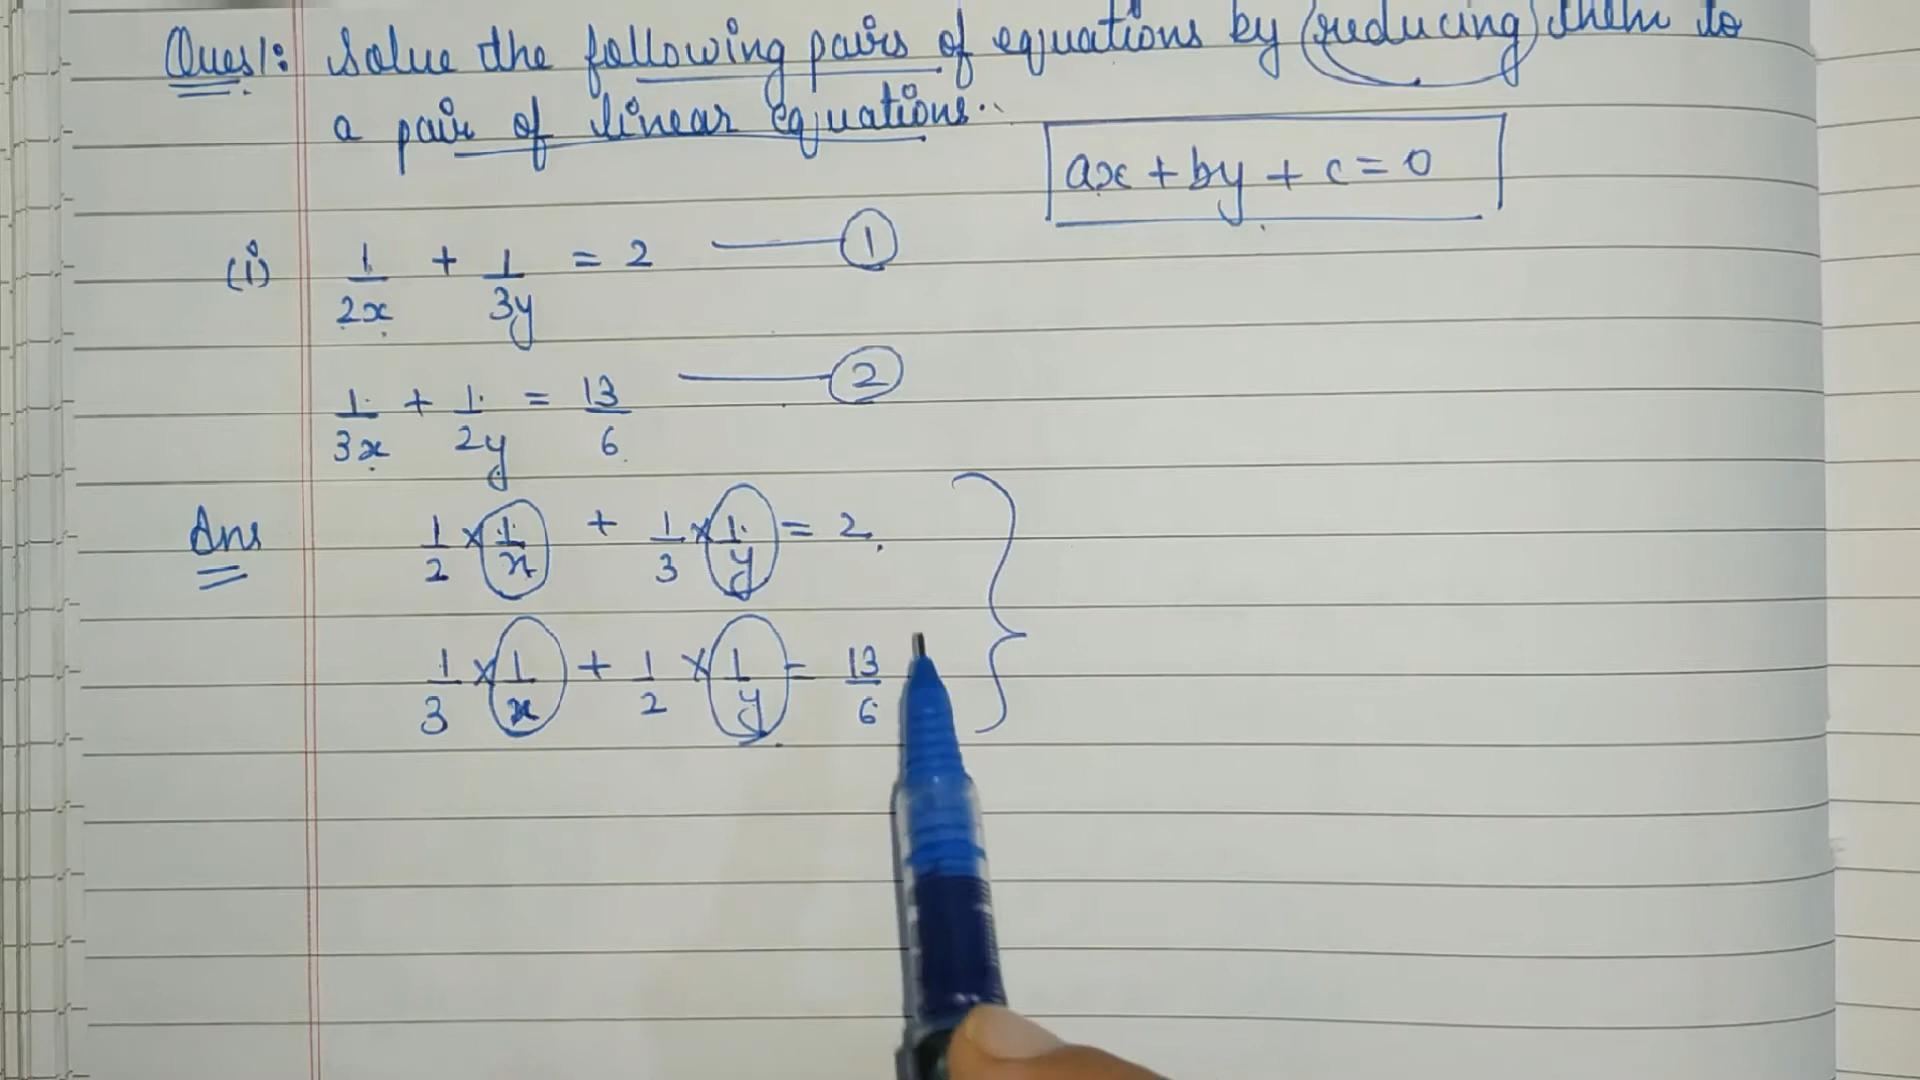 Ques1: Solve the following pairs of equations by (reducing) them to
a pair of linear equations..
ax + by + c = 0
(i) 1/2x + 1/3y = 2 —— 1
1/3x + 1/2y = 13/6 —— 2
Ans 1/2 × 1/x + 1/3 × 1/y = 2.
1/3 × 1/x + 1/2 × 1/y = 13/6